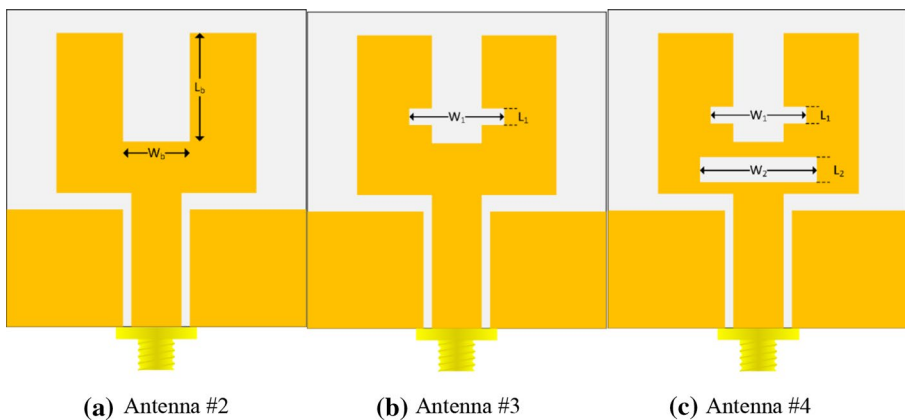 L_b
W_b
W_1
L_1
W_1
L_1
W_2
L_2
(a) Antenna #2
(b) Antenna #3
(c) Antenna #4